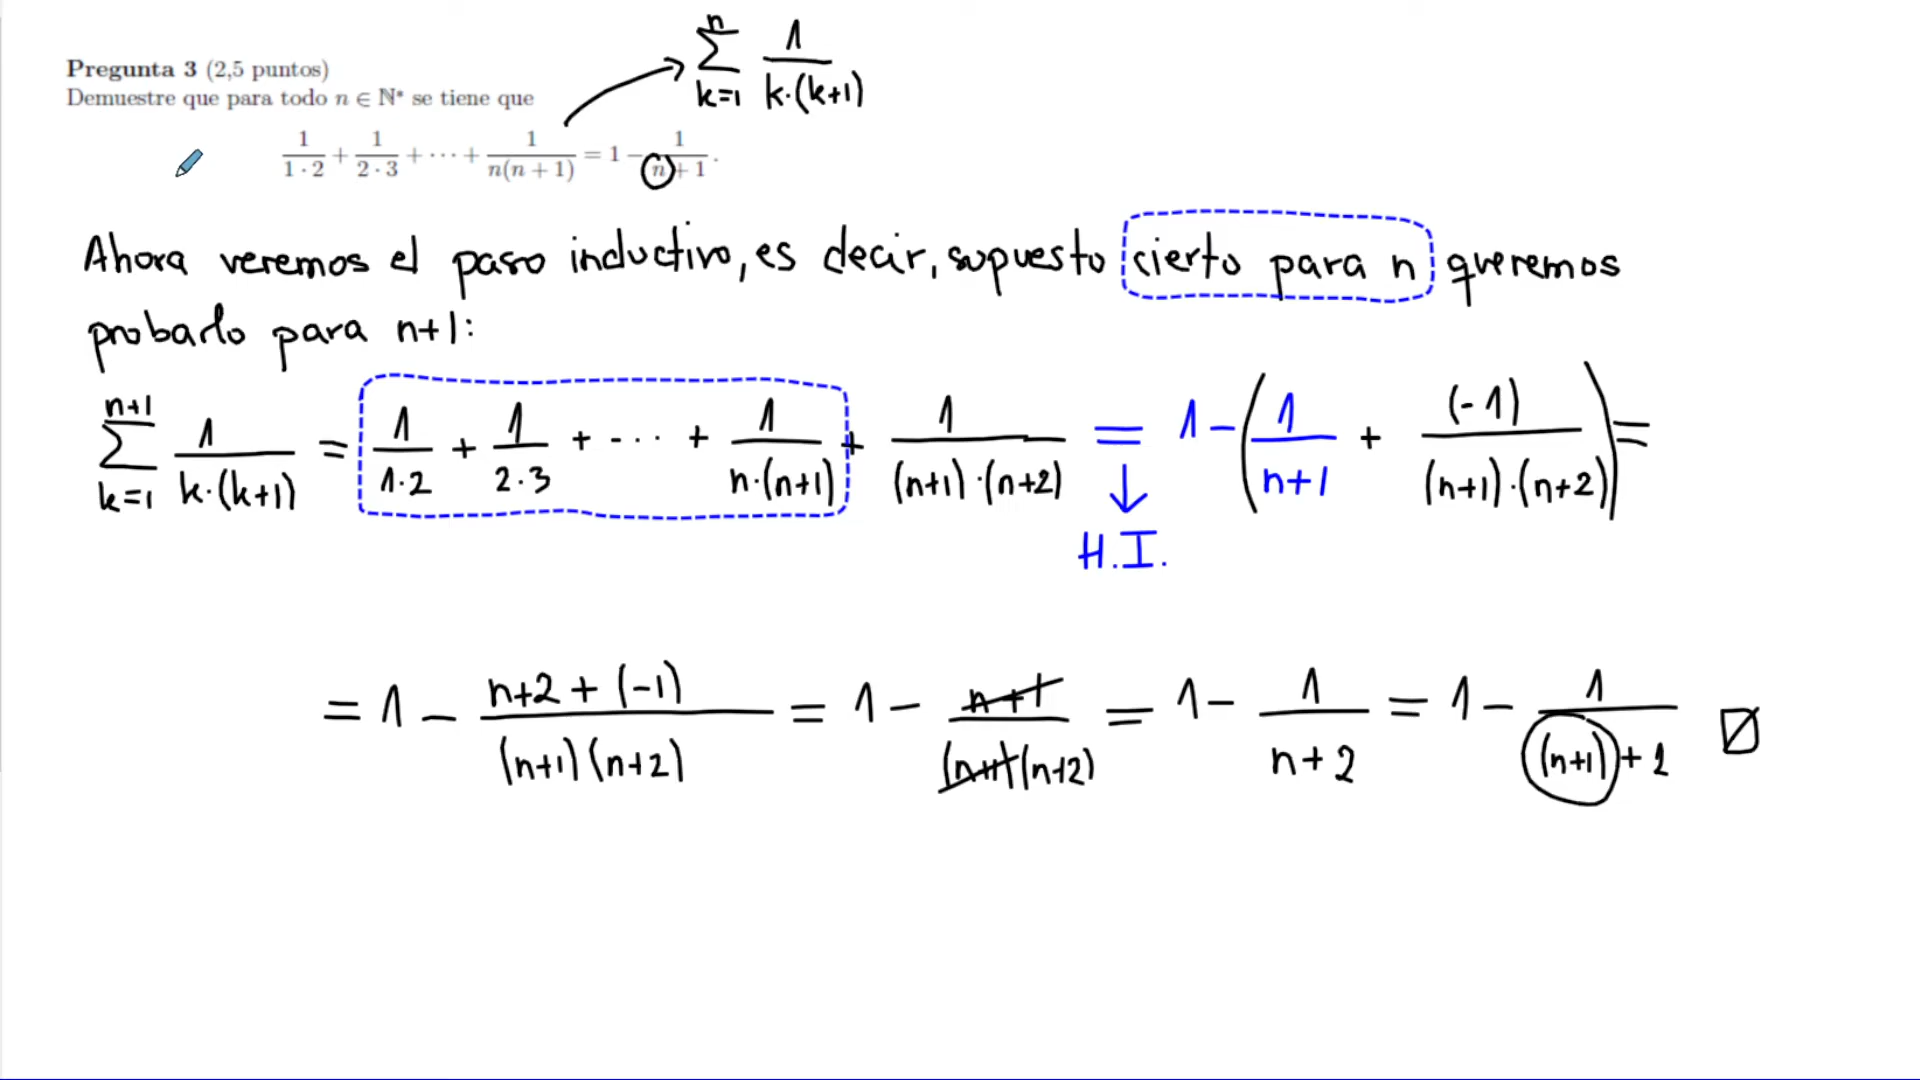 Pregunta 3 (2,5 puntos)
Demuestre que para todo n ∈ ℕ* se tiene que
∑_{k=1}^{n} 1/(k·(k+1))
1/(1·2) + 1/(2·3) + ··· + 1/(n(n+1)) = 1 − 1/(n+1).
Ahora veremos el paso inductivo, es decir, supuesto cierto para n queremos
probarlo para n+1:
∑_{k=1}^{n+1} 1/(k·(k+1)) = 1/(1·2) + 1/(2·3) + -··· + 1/(n·(n+1)) + 1/((n+1)·(n+2)) = 1 − (1/(n+1) + (-1)/((n+1)·(n+2))) =
↓
H.I.
= 1 − (n+2+(-1))/((n+1)(n+2)) = 1 − (n+1)/((n+1)(n+2)) = 1 − 1/(n+2) = 1 − 1/((n+1)+1)